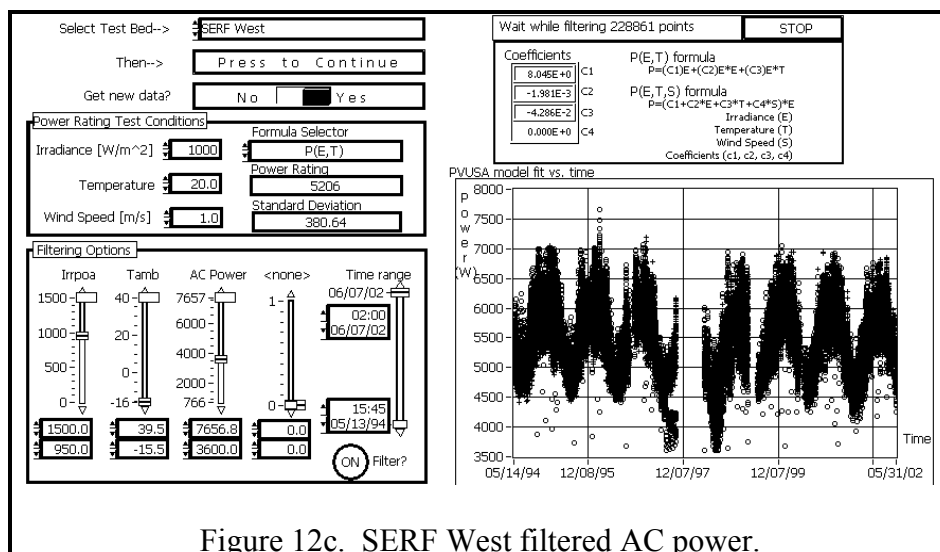 Select Test Bed--> SERF West
Then--> Press to Continue
Get new data? No Yes
Power Rating Test Conditions
Irradiance [W/m^2] 1000
Temperature 20.0
Wind Speed [m/s] 1.0
Formula Selector
P(E,T)
Power Rating
5206
Standard Deviation
380.64
Filtering Options
Irrpoa Tamb AC Power <none> Time range
1500 40 7657 1 06/07/02
1000 20 6000
500 0 4000
0 -16 2000
766 0
02:00
06/07/02
15:45
05/13/94
1500.0 39.5 7656.8 0.0
950.0 -15.5 3600.0 0.0
ON Filter?
Wait while filtering 228861 points STOP
Coefficients
8.045E+0 C1
-1.981E-3 C2
-4.286E-2 C3
0.000E+0 C4
P(E,T) formula
P=(C1)E+(C2)E*E+(C3)E*T
P(E,T,S) formula
P=(C1+C2*E+C3*T+C4*S)*E
Irradiance (E)
Temperature (T)
Wind Speed (S)
Coefficients (c1, c2, c3, c4)
PVUSA model fit vs. time
Power (W)
8000
7500
7000
6500
6000
5500
5000
4500
4000
3500
Time
05/14/94 12/08/95 12/07/97 12/07/99 05/31/02
Figure 12c. SERF West filtered AC power.